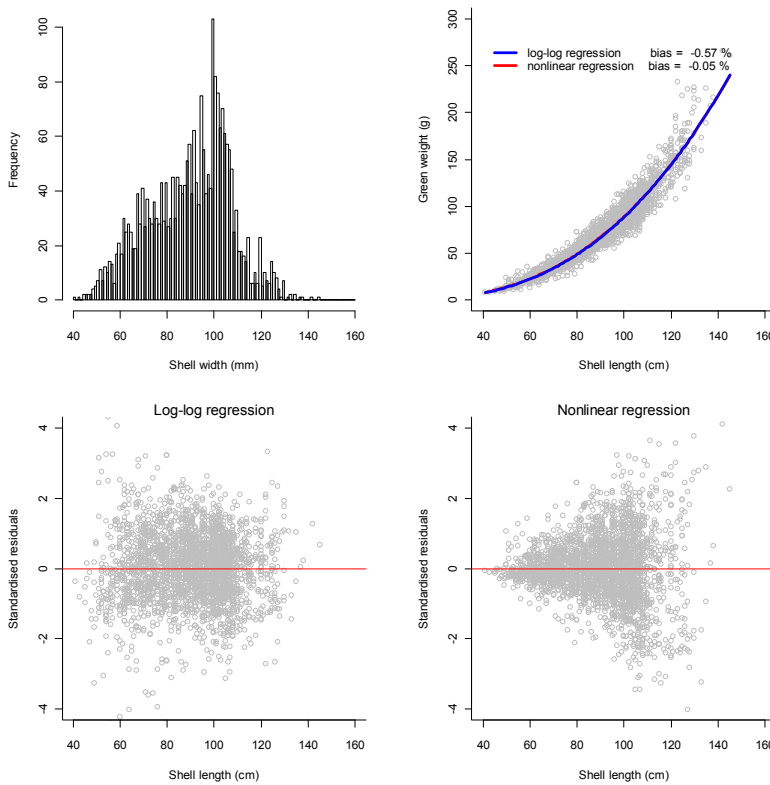 Frequency
100
80
60
40
20
0
40 60 80 100 120 140 160
Shell width (mm)
Green weight (g)
300
250
200
150
100
50
0
log-log regression bias = -0.57 %
nonlinear regression bias = -0.05 %
40 60 80 100 120 140 160
Shell length (cm)
Log-log regression
Standardised residuals
4
2
0
-2
-4
40 60 80 100 120 140 160
Shell length (cm)
Nonlinear regression
Standardised residuals
4
2
0
-2
-4
40 60 80 100 120 140 160
Shell length (cm)